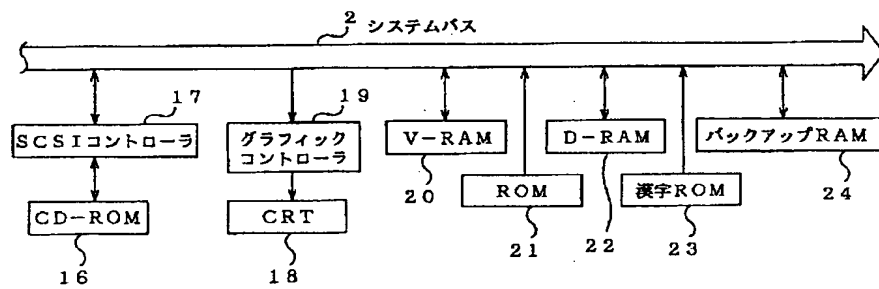 2 システムバス
17
19
SCSIコントローラ
グラフィック
コントローラ
V-RAM
D-RAM
バックアップRAM
20
22
24
CD-ROM
CRT
ROM
漢字ROM
16
18
21
23